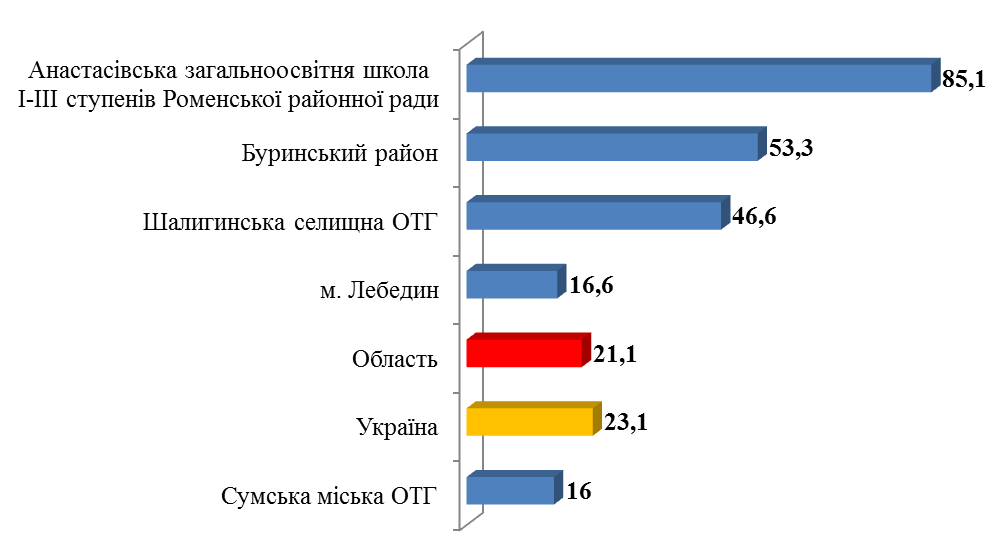 Анастасівська загальноосвітня школа
І-ІІІ ступенів Роменської районної ради
85,1
Буринський район
53,3
Шалигинська селищна ОТГ
46,6
м. Лебедин
16,6
Область
21,1
Україна
23,1
Сумська міська ОТГ
16